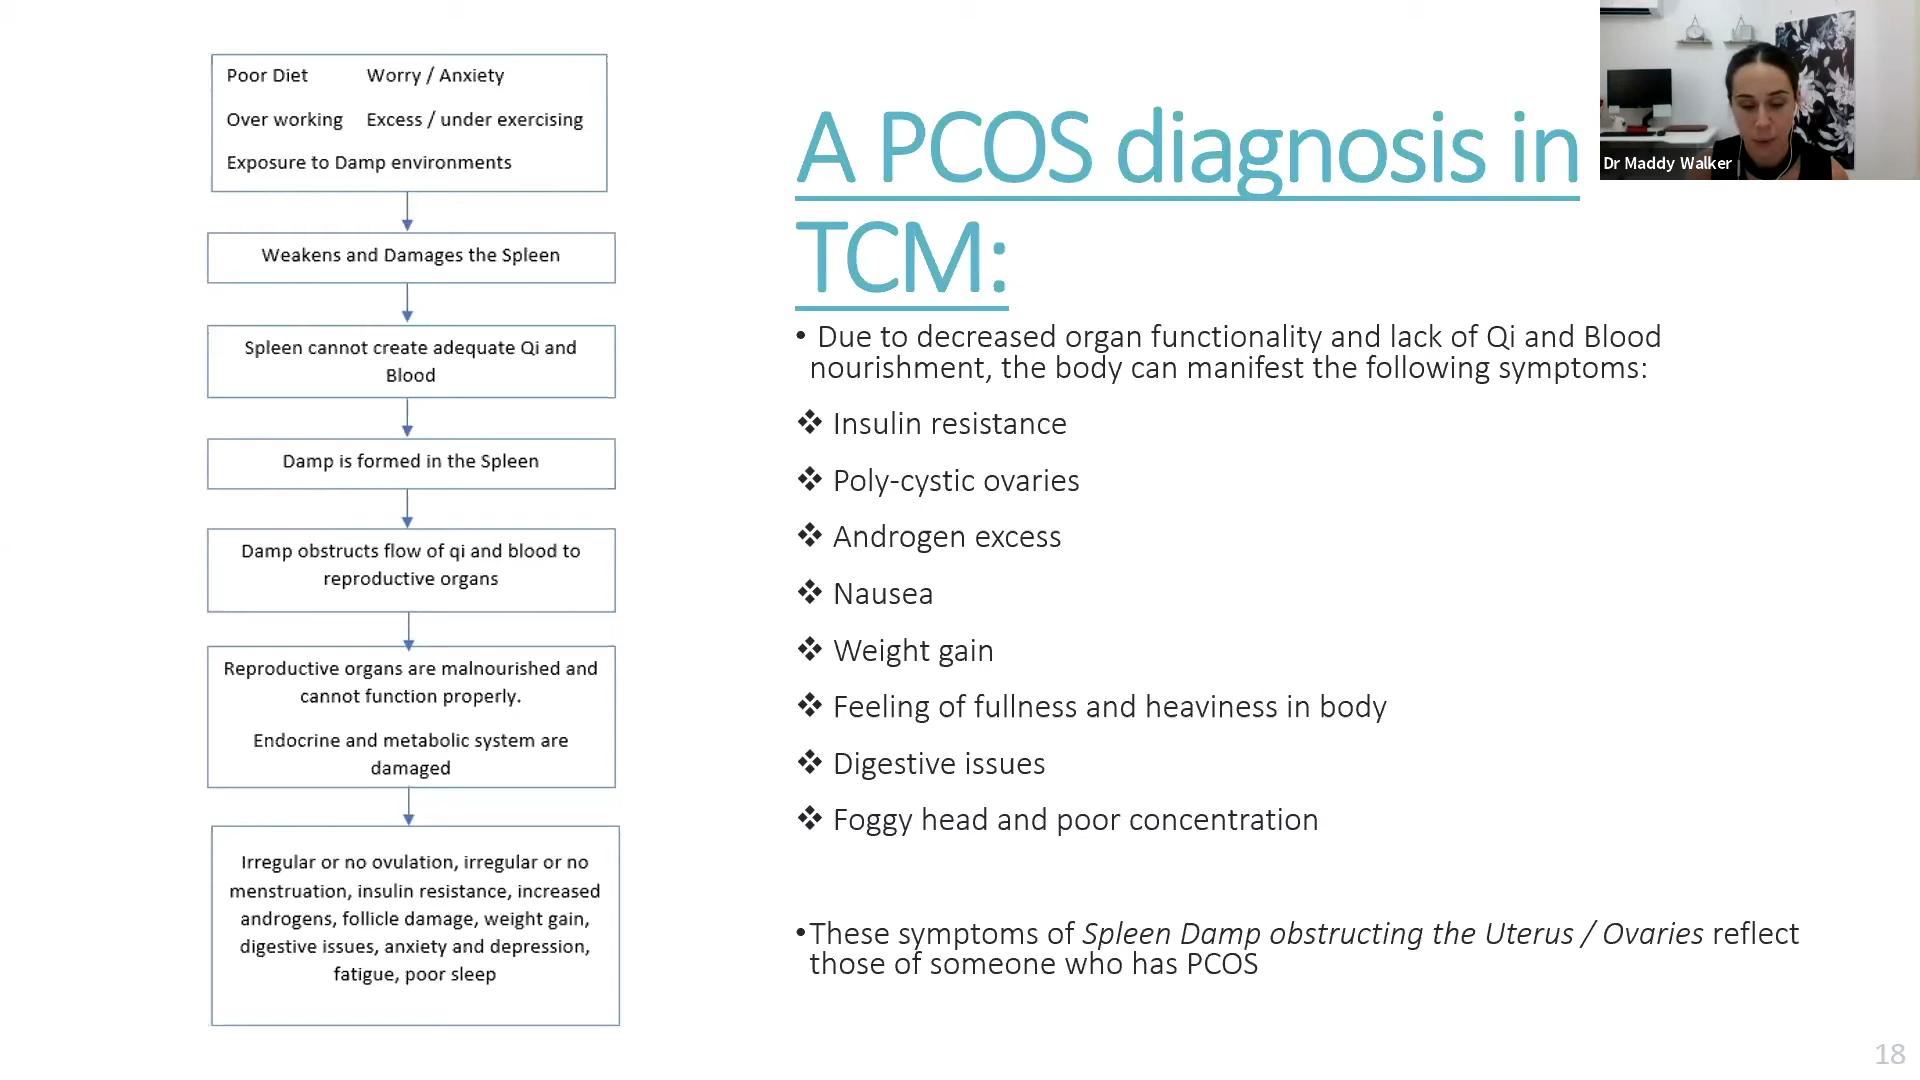 Poor Diet Worry / Anxiety
Over working Excess / under exercising
Exposure to Damp environments
Weakens and Damages the Spleen
Spleen cannot create adequate Qi and
Blood
Damp is formed in the Spleen
Damp obstructs flow of qi and blood to
reproductive organs
Reproductive organs are malnourished and
cannot function properly.
Endocrine and metabolic system are
damaged
Irregular or no ovulation, irregular or no
menstruation, insulin resistance, increased
androgens, follicle damage, weight gain,
digestive issues, anxiety and depression,
fatigue, poor sleep
A PCOS diagnosis in
TCM:
• Due to decreased organ functionality and lack of Qi and Blood
nourishment, the body can manifest the following symptoms:
❖ Insulin resistance
❖ Poly-cystic ovaries
❖ Androgen excess
❖ Nausea
❖ Weight gain
❖ Feeling of fullness and heaviness in body
❖ Digestive issues
❖ Foggy head and poor concentration
•These symptoms of Spleen Damp obstructing the Uterus / Ovaries reflect
those of someone who has PCOS
Dr Maddy Walker
18